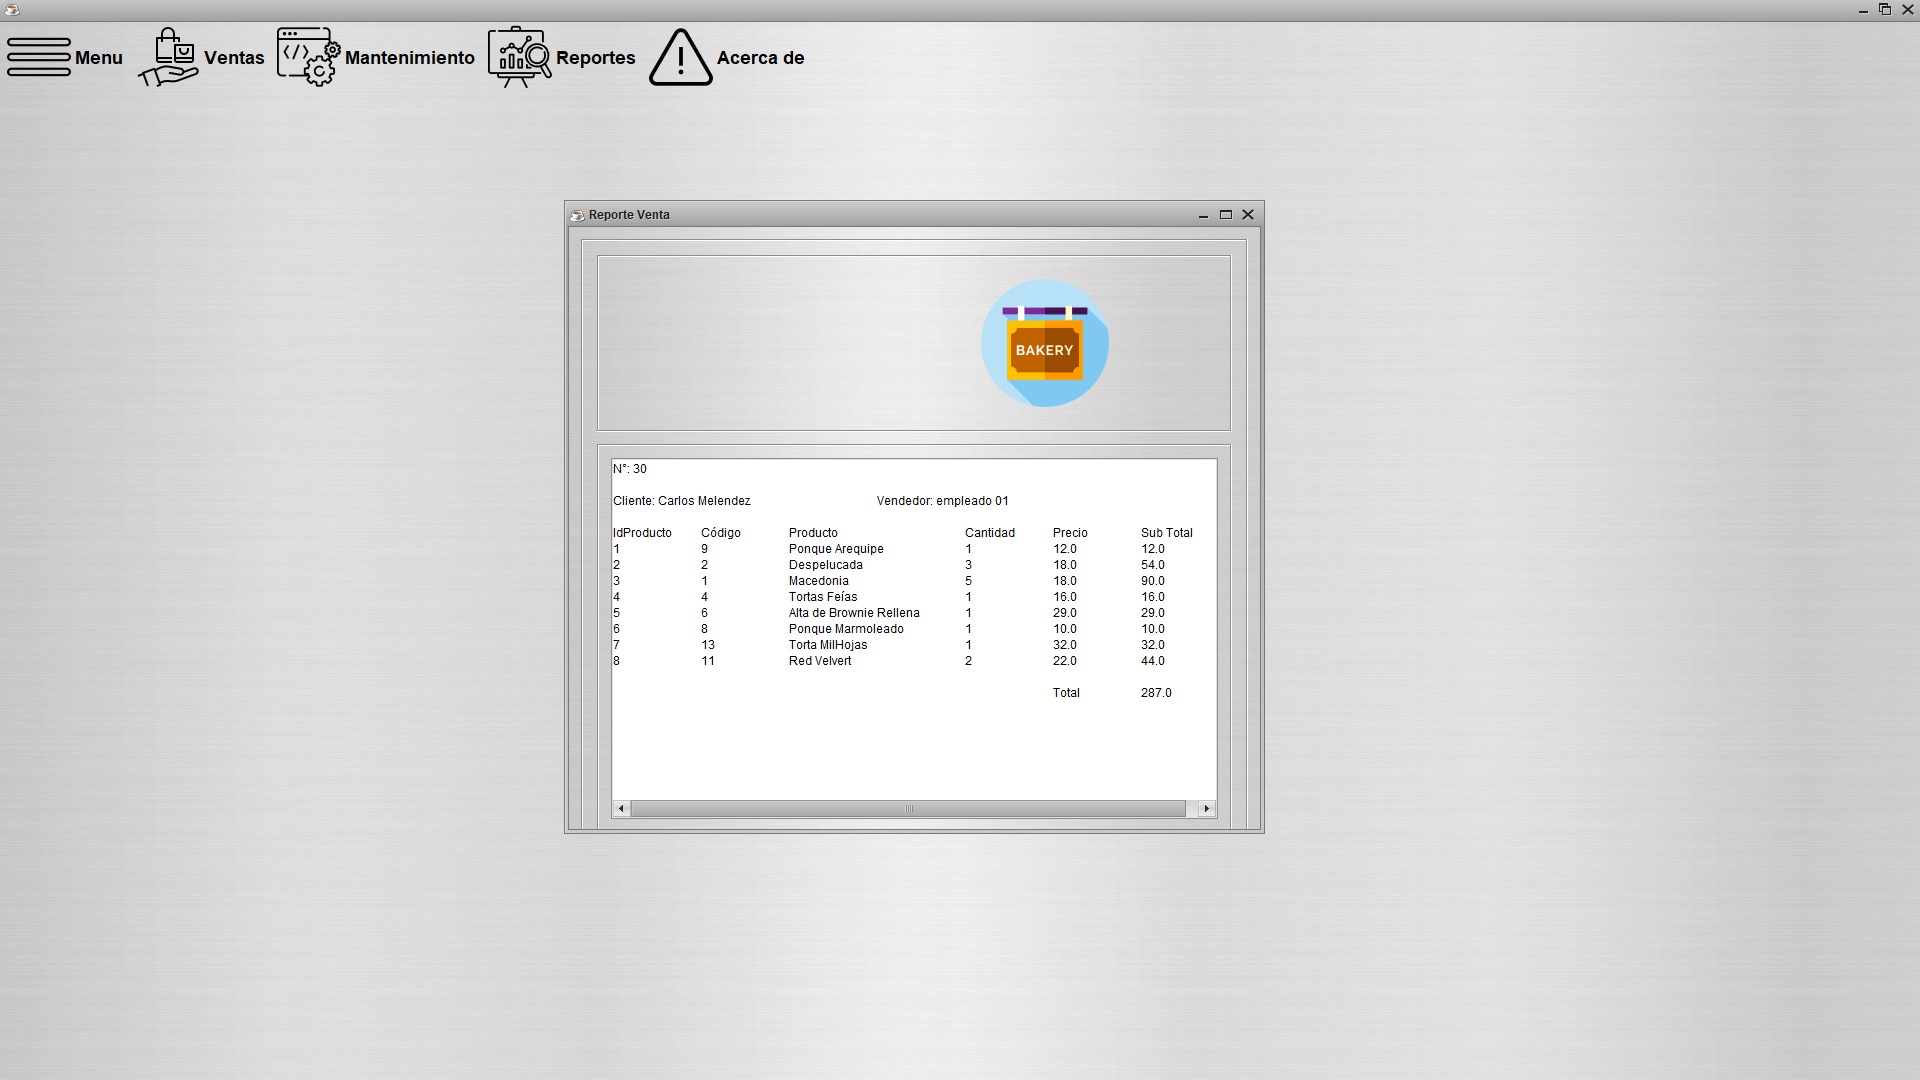 Menu Ventas Mantenimiento Reportes Acerca de
Reporte Venta
BAKERY
N°: 30
Cliente: Carlos Melendez Vendedor: empleado 01
IdProducto Código Producto Cantidad Precio Sub Total
1 9 Ponque Arequipe 1 12.0 12.0
2 2 Despelucada 3 18.0 54.0
3 1 Macedonia 5 18.0 90.0
4 4 Tortas Feías 1 16.0 16.0
5 6 Alta de Brownie Rellena 1 29.0 29.0
6 8 Ponque Marmoleado 1 10.0 10.0
7 13 Torta MilHojas 1 32.0 32.0
8 11 Red Velvert 2 22.0 44.0
Total 287.0